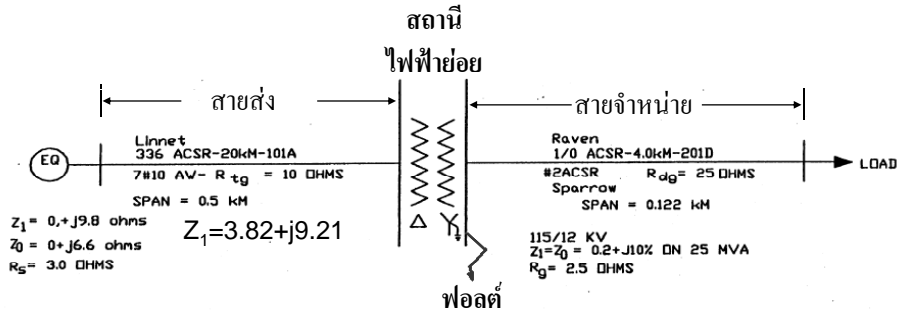 สถานี
ไฟฟ้าย่อย
สายส่ง
สายจำหน่าย
EQ
Linnet
336 ACSR-20kM-101A
7#10 AW- Rtg = 10 OHMS
SPAN = 0.5 kM
Raven
1/0 ACSR-4.0kM-201D
#2ACSR Rdg= 25 OHMS
Sparrow
SPAN = 0.122 kM
LOAD
Z1= 0,+j9.8 ohms
Z0= 0+j6.6 ohms
RS= 3.0 OHMS
Z1=3.82+j9.21
Δ
115/12 KV
Z1=Z0 = 0.2+J10% ON 25 MVA
Rg= 2.5 OHMS
ฟอลต์